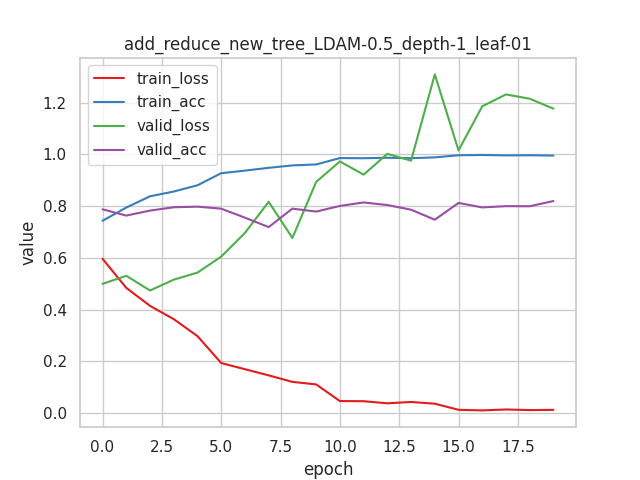 add_reduce_new_tree_LDAM-0.5_depth-1_leaf-01
train_loss
train_acc
valid_loss
valid_acc
value
1.2
1.0
0.8
0.6
0.4
0.2
0.0
0.0 2.5 5.0 7.5 10.0 12.5 15.0 17.5
epoch